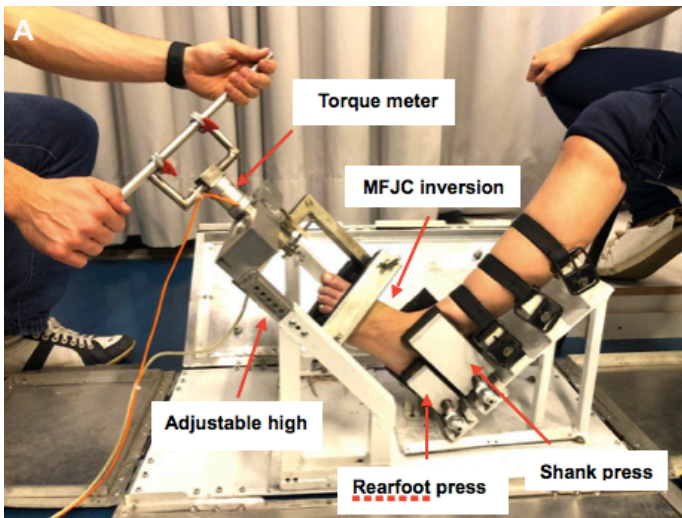 A
Torque meter
MFJC inversion
Adjustable high
Rearfoot press
Shank press